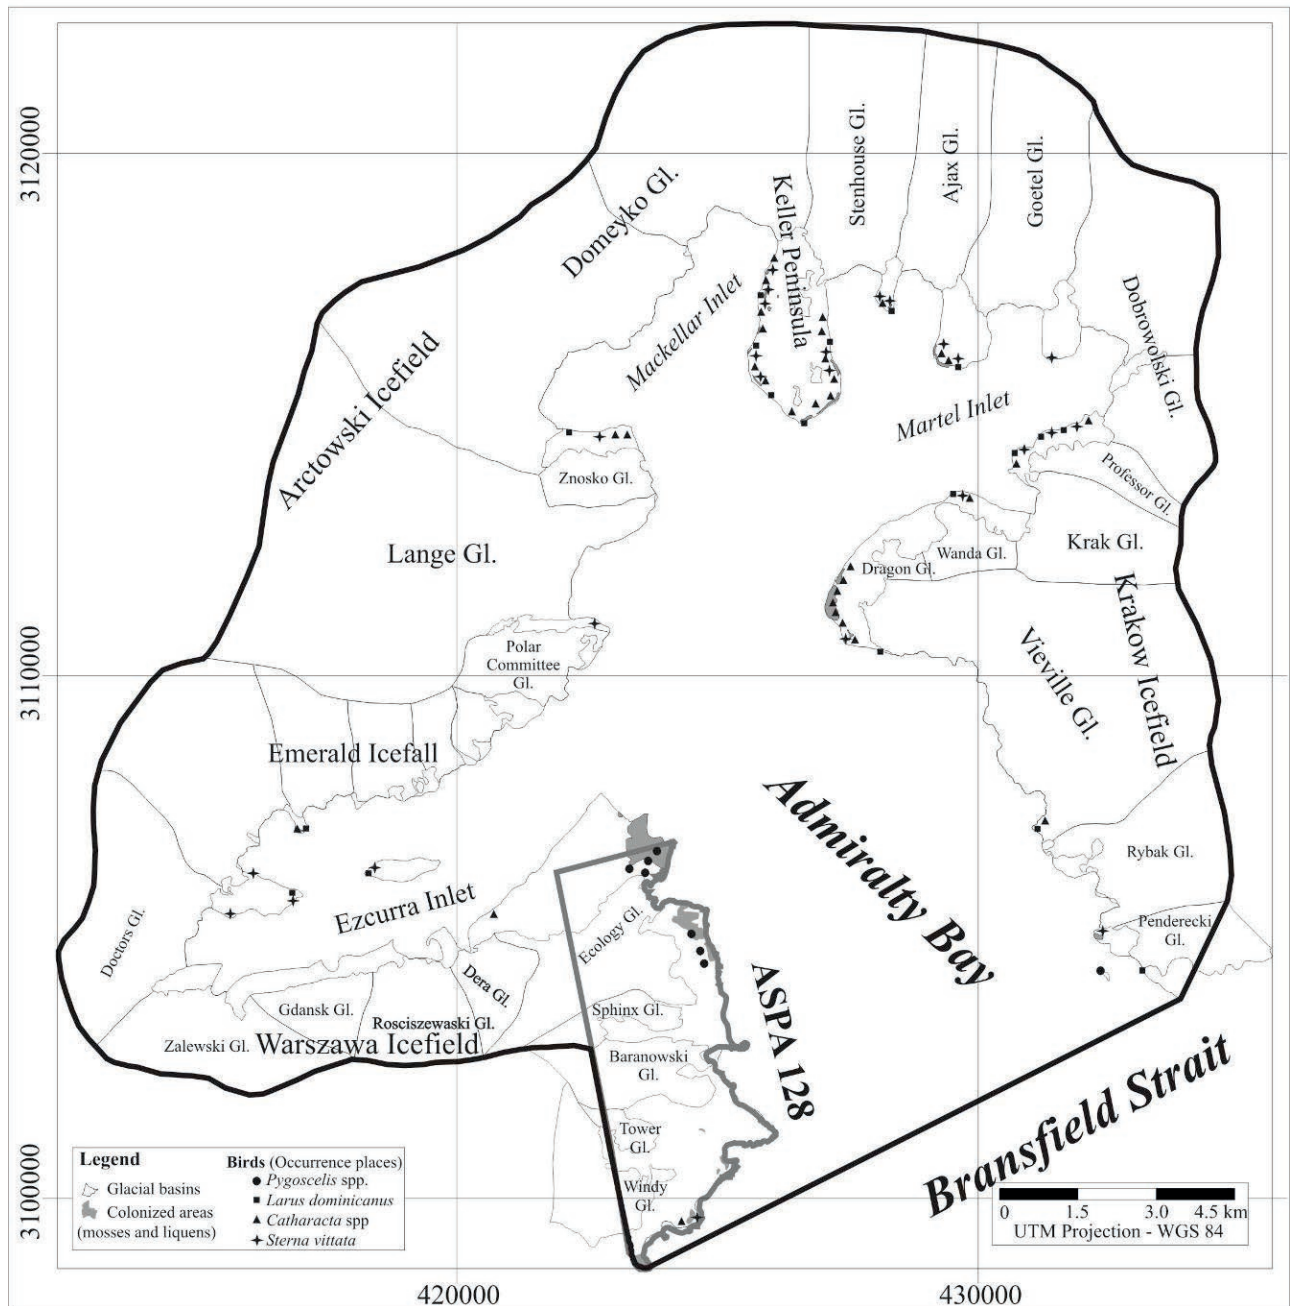 3120000
3110000
3100000
420000
430000
Stenhouse Gl.
Ajax Gl.
Goetel Gl.
Keller Peninsula
Domeyko Gl.
Mackellar Inlet
Dobrowolski Gl.
Arctowski Icefield
Martel Inlet
Znosko Gl.
Professor Gl.
Lange Gl.
Krak Gl.
Wanda Gl.
Dragon Gl.
Krakow Icefield
Polar
Committee
Gl.
Vieville Gl.
Emerald Icefall
Admiralty Bay
Rybak Gl.
Ezcurra Inlet
Penderecki
Gl.
Doctors Gl.
Ecology Gl.
Dera Gl.
ASPA 128
Gdansk Gl.
Sphinx Gl.
Rosciszewaski Gl.
Zalewski Gl.
Warszawa Icefield
Baranowski
Gl.
Bransfield Strait
Tower
Gl.
Windy
Gl.
Legend
Glacial basins
Colonized areas
(mosses and liquens)
Birds (Occurrence places)
Pygoscelis spp.
Larus dominicanus
Catharacta spp
Sterna vittata
0 1.5 3.0 4.5 km
UTM Projection - WGS 84